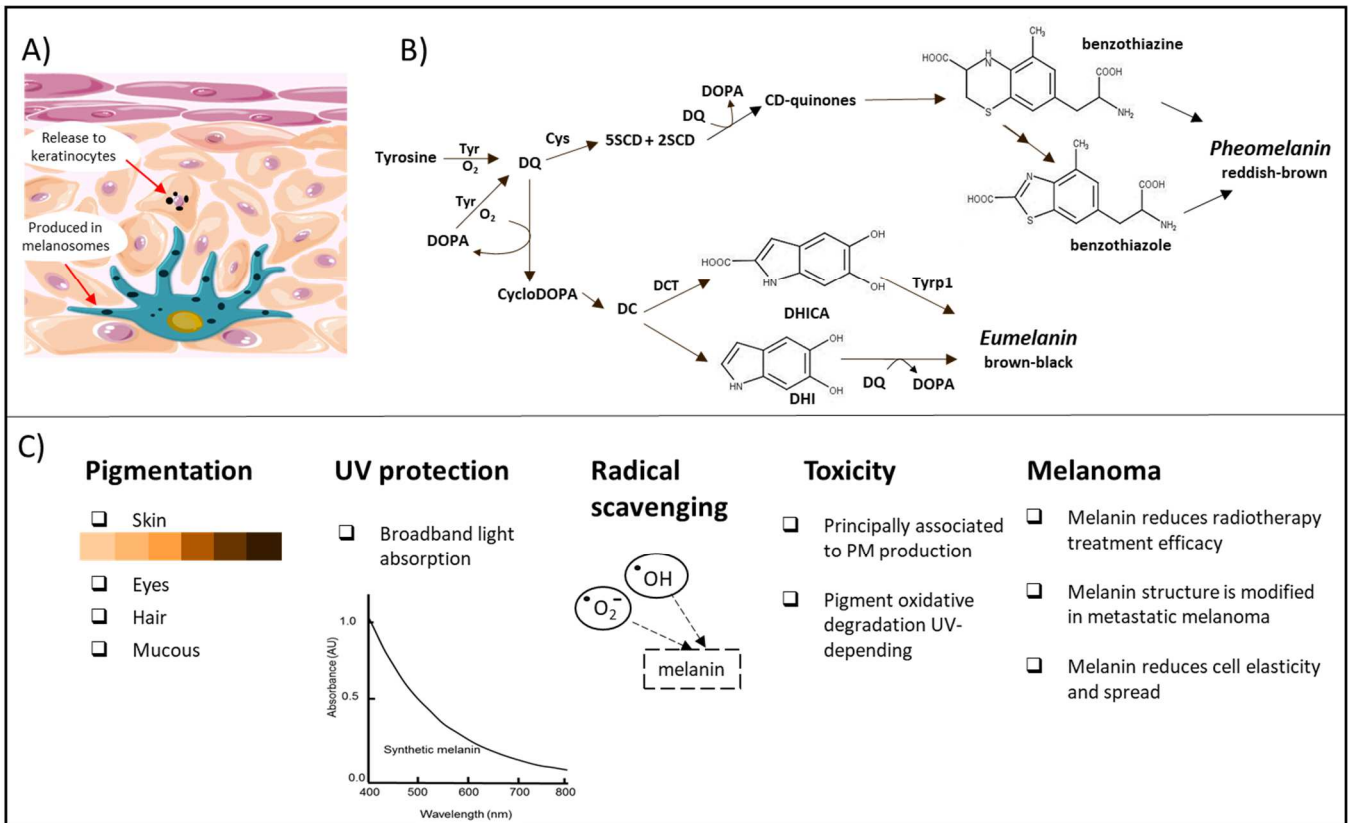 A)
Release to
keratinocytes
Produced in
melanosomes
B)
Tyrosine
Tyr
O2
DQ
Cys
5SCD + 2SCD
DQ
DOPA
CD-quinones
HOOC
H
N
CH3
S
COOH
NH2
benzothiazine
CH3
N
HOOC
S
COOH
NH2
benzothiazole
Pheomelanin
reddish-brown
Tyr
O2
DOPA
CycloDOPA
DC
DCT
HOOC
HN
OH
OH
DHICA
Tyrp1
HN
OH
OH
DHI
DQ
DOPA
Eumelanin
brown-black
C)
Pigmentation
Skin
Eyes
Hair
Mucous
UV protection
Broadband light
absorption
Absorbance (AU)
1.0
0.5
0.0
Synthetic melanin
400 500 600 700 800
Wavelength (nm)
Radical
scavenging
•OH
•O2−
melanin
Toxicity
Principally associated
to PM production
Pigment oxidative
degradation UV-
depending
Melanoma
Melanin reduces radiotherapy
treatment efficacy
Melanin structure is modified
in metastatic melanoma
Melanin reduces cell elasticity
and spread